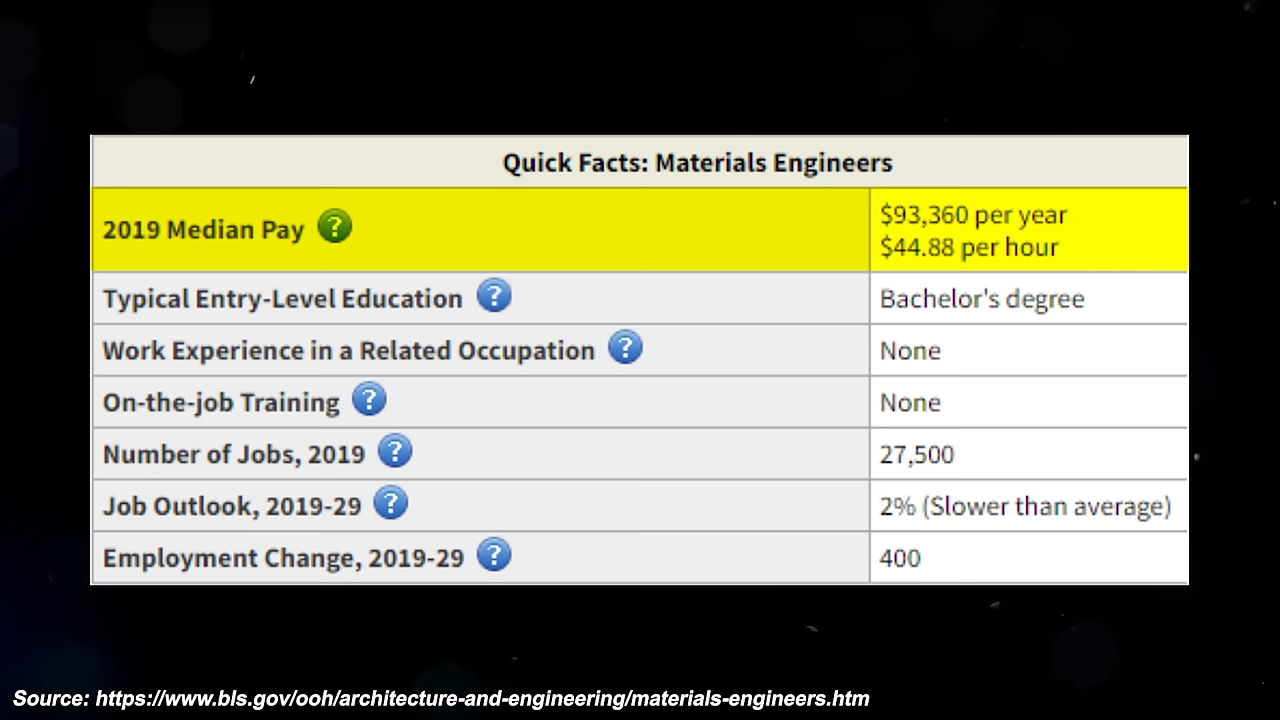 Quick Facts: Materials Engineers
2019 Median Pay ?
$93,360 per year
$44.88 per hour
Typical Entry-Level Education ?
Bachelor's degree
Work Experience in a Related Occupation ?
None
On-the-job Training ?
None
Number of Jobs, 2019 ?
27,500
Job Outlook, 2019-29 ?
2% (Slower than average)
Employment Change, 2019-29 ?
400
Source: https://www.bls.gov/ooh/architecture-and-engineering/materials-engineers.htm